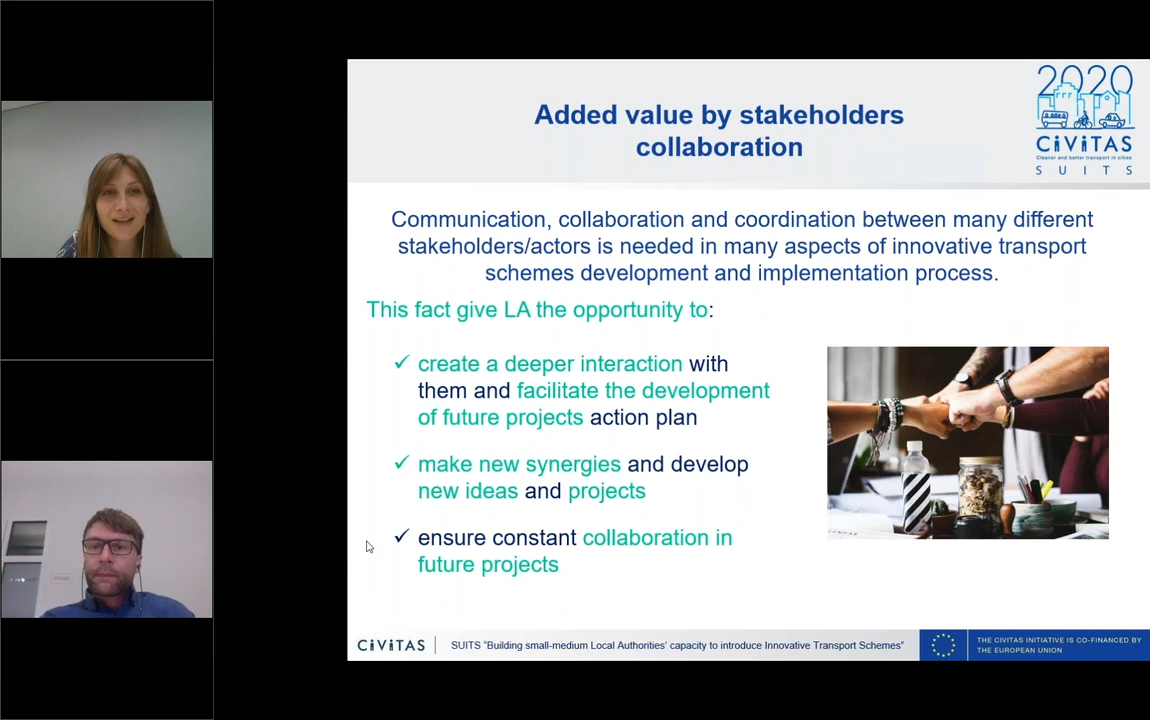 Added value by stakeholders
collaboration
2020
CiViTAS
Cleaner and better transport in cities
S U I T S
Communication, collaboration and coordination between many different
stakeholders/actors is needed in many aspects of innovative transport
schemes development and implementation process.
This fact give LA the opportunity to:
✓ create a deeper interaction with
them and facilitate the development
of future projects action plan
✓ make new synergies and develop
new ideas and projects
✓ ensure constant collaboration in
future projects
CiViTAS
SUITS "Building small-medium Local Authorities' capacity to introduce Innovative Transport Schemes"
THE CIVITAS INITIATIVE IS CO-FINANCED BY
THE EUROPEAN UNION